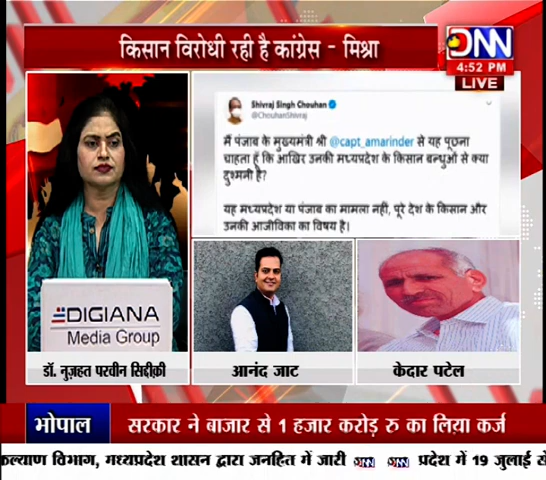 किसान विरोधी रही है कांग्रेस - मिश्रा
DNN
4:52 PM
LIVE
Shivraj Singh Chouhan
@ChouhanShivraj
मैं पंजाब के मुख्यमंत्री श्री @capt_amarinder से यह पूछना
चाहता हूँ कि आखिर उनकी मध्यप्रदेश के किसान बन्धुओं से क्या
दुश्मनी है?
यह मध्यप्रदेश या पंजाब का मामला नहीं, पूरे देश के किसान और
उनकी आजीविका का विषय है।
DIGIANA
Media Group
डॉ. नुज़हत परवीन सिद्दीक़ी
आनंद जाट
केदार पटेल
भोपाल
सरकार ने बाजार से 1 हजार करोड़ रु का लिया कर्ज
कल्याण विभाग, मध्यप्रदेश शासन द्वारा जनहित में जारी DNN DNN प्रदेश में 19 जुलाई से